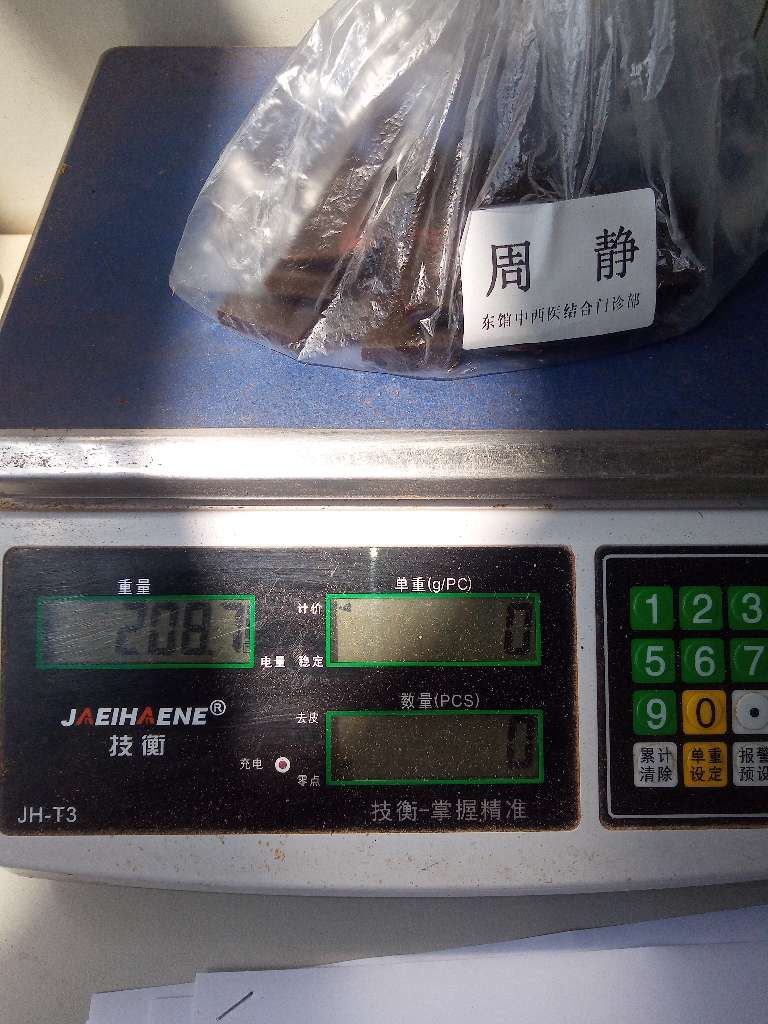 周 静
东馆中西医结合门诊部
重量
单重(g/PC)
208.7
计价
0
电量
稳定
数量(PCS)
JAEIHAENE®
技衡
去皮
0
充电
零点
JH-T3
技衡-掌握精准
1 2 3
5 6 7
9 0 •
累计清除
单重设定
报警预设